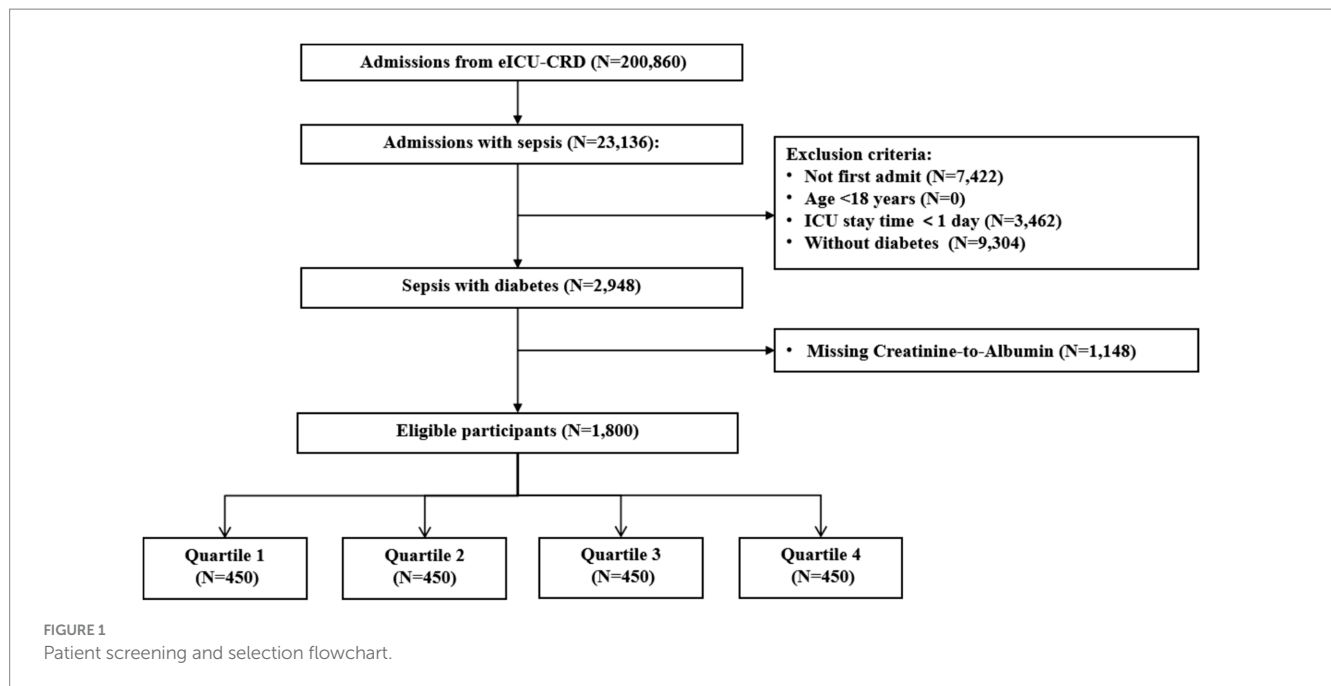 Admissions from eICU-CRD (N=200,860)
Admissions with sepsis (N=23,136):
Exclusion criteria:
• Not first admit (N=7,422)
• Age <18 years (N=0)
• ICU stay time < 1 day (N=3,462)
• Without diabetes (N=9,304)
Sepsis with diabetes (N=2,948)
• Missing Creatinine-to-Albumin (N=1,148)
Eligible participants (N=1,800)
Quartile 1
(N=450)
Quartile 2
(N=450)
Quartile 3
(N=450)
Quartile 4
(N=450)
FIGURE 1
Patient screening and selection flowchart.